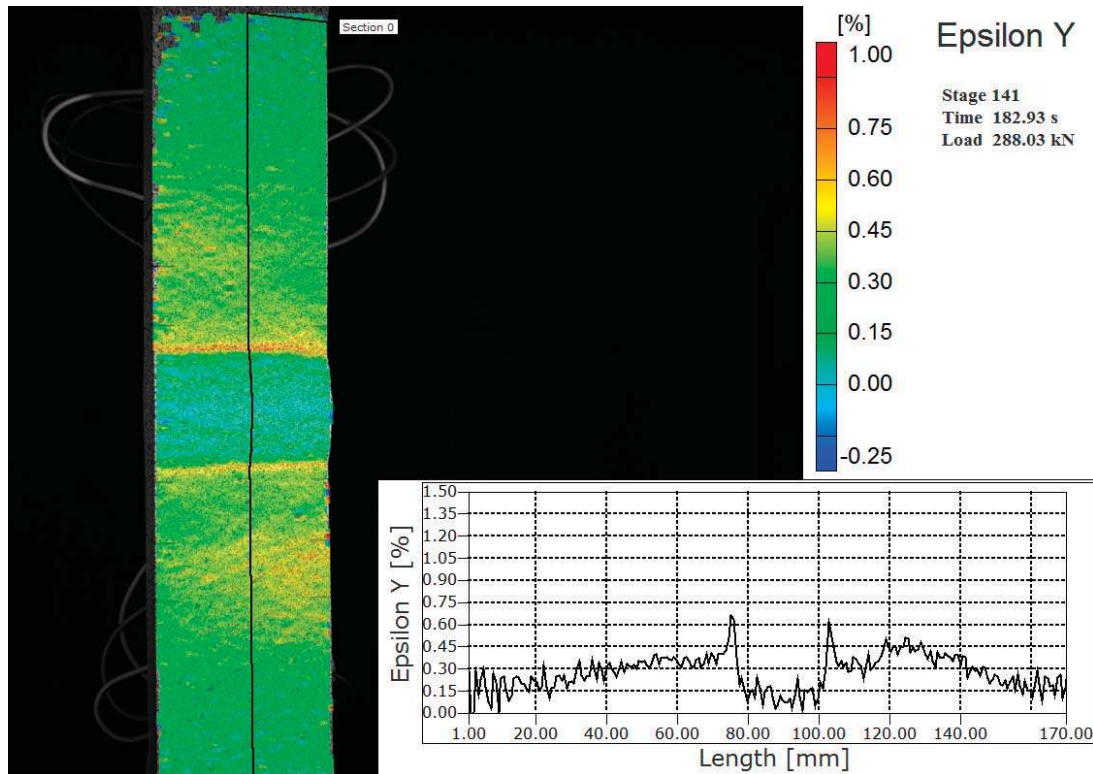 Section 0
[%]
1.00
0.75
0.60
0.45
0.30
0.15
0.00
-0.25
Epsilon Y
Stage 141
Time 182.93 s
Load 288.03 kN
Epsilon Y [%]
1.50
1.35
1.20
1.05
0.90
0.75
0.60
0.45
0.30
0.15
0.00
1.00 20.00 40.00 60.00 80.00 100.00 120.00 140.00 170.00
Length [mm]